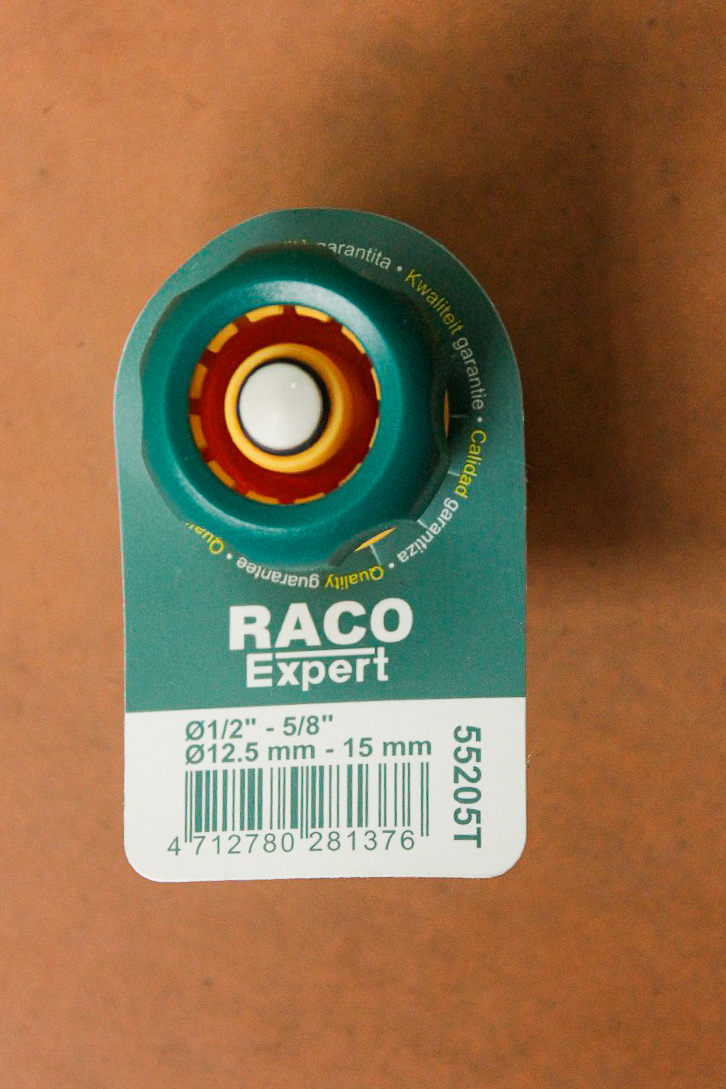 garantita • Kwaliteit garantie • Calidad garantiza • Quality guarantee •
RACO
Expert
Ø1/2" - 5/8"
Ø12.5 mm - 15 mm
55205T
4 712780 281376